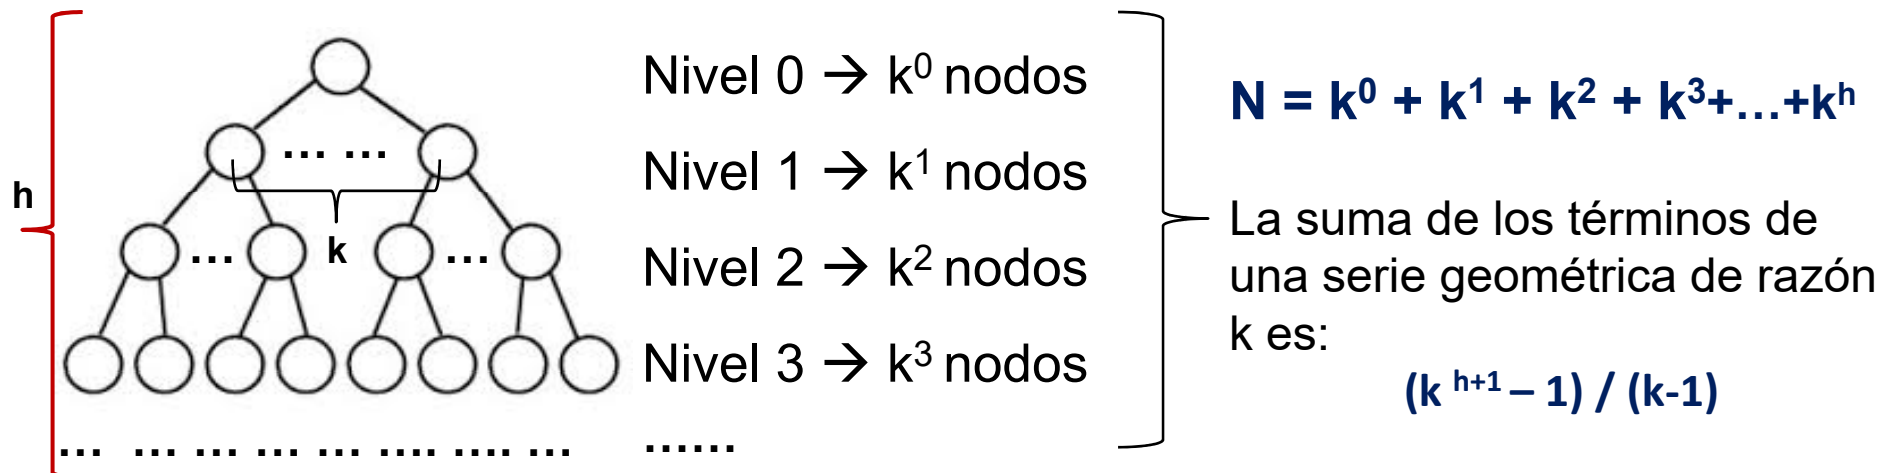 h
... ...
... k ...
... ... ... ... ... .... .... ...
Nivel 0 → k⁰ nodos
Nivel 1 → k¹ nodos
Nivel 2 → k² nodos
Nivel 3 → k³ nodos
......
N = k⁰ + k¹ + k² + k³+...+kʰ
La suma de los términos de
una serie geométrica de razón
k es:
(k ʰ⁺¹ – 1) / (k-1)